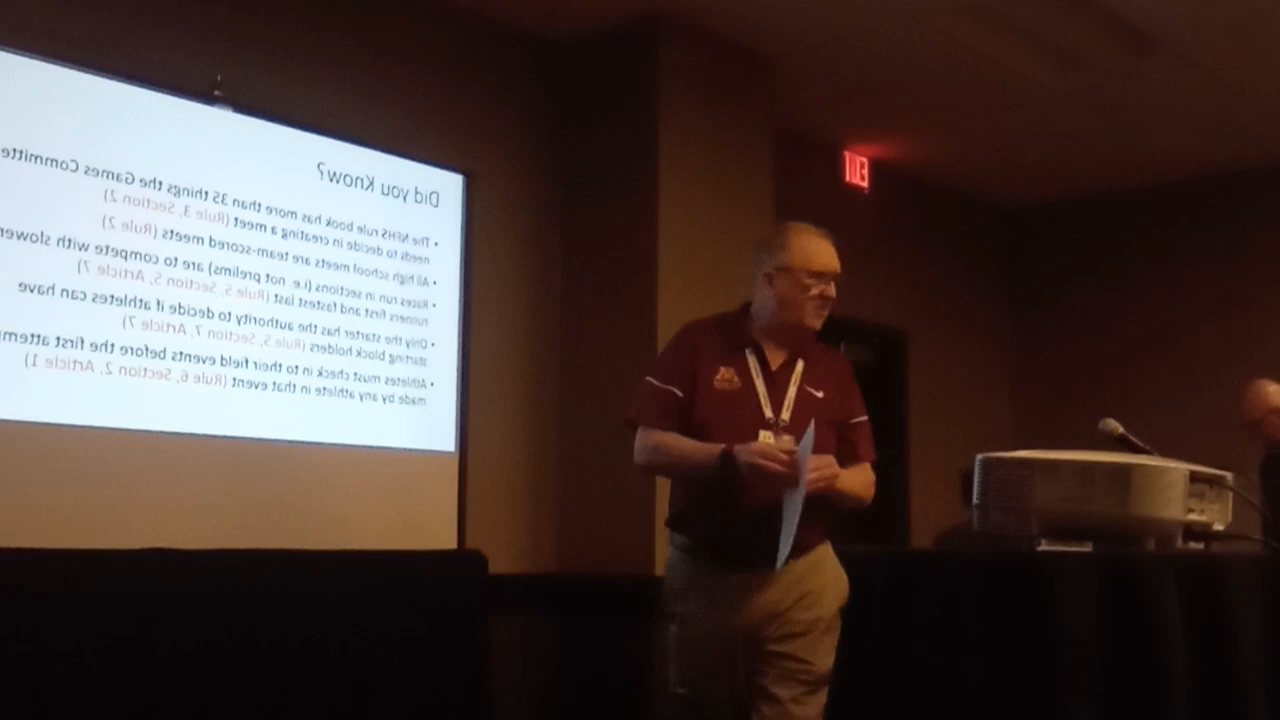 Did you Know?
• The NFHS rule book has more than 35 things the Games Committe
needs to decide in creating a meet (Rule 3, Section 2)
• All high school meets are team-scored meets (Rule 2)
• Races run in sections (i.e. not prelims) are to compete with slower
runners first and fastest last (Rule 5, Section 5, Article 7)
• Only the starter has the authority to decide if athletes can have
starting block holders (Rule 5, Section 7, Article 7)
• Athletes must check in to their field events before the first attemp
made by any athlete in that event (Rule 6, Section 2, Article 1)
EXIT
M